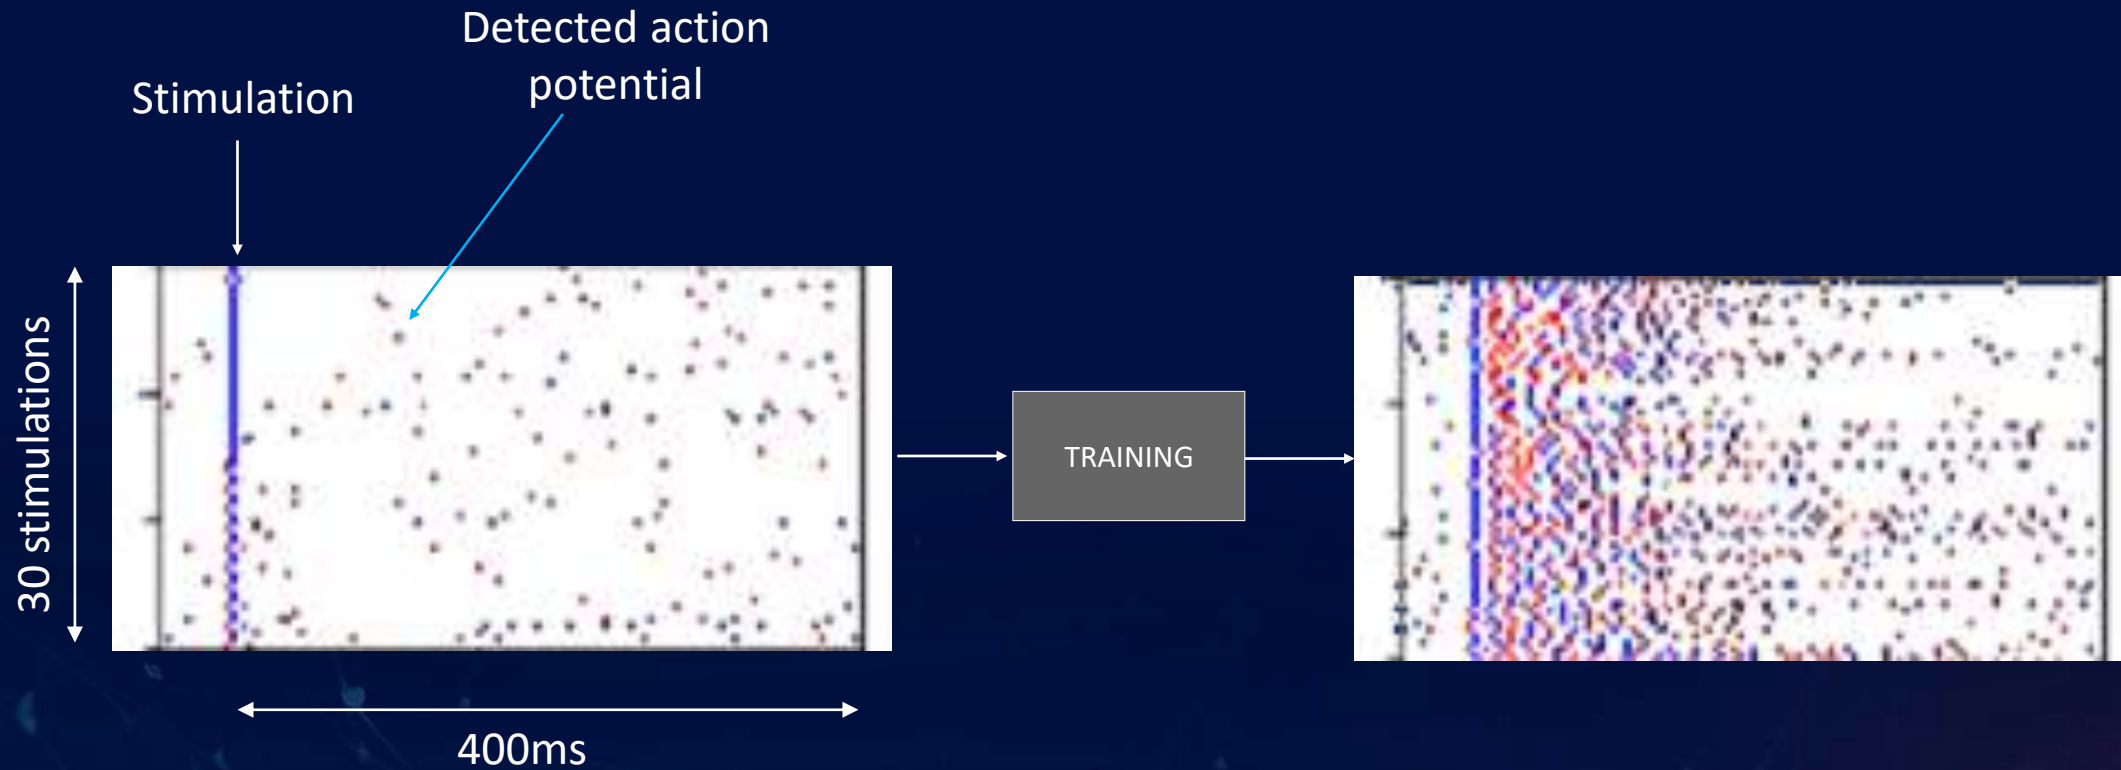 Detected action
potential
Stimulation
30 stimulations
TRAINING
400ms